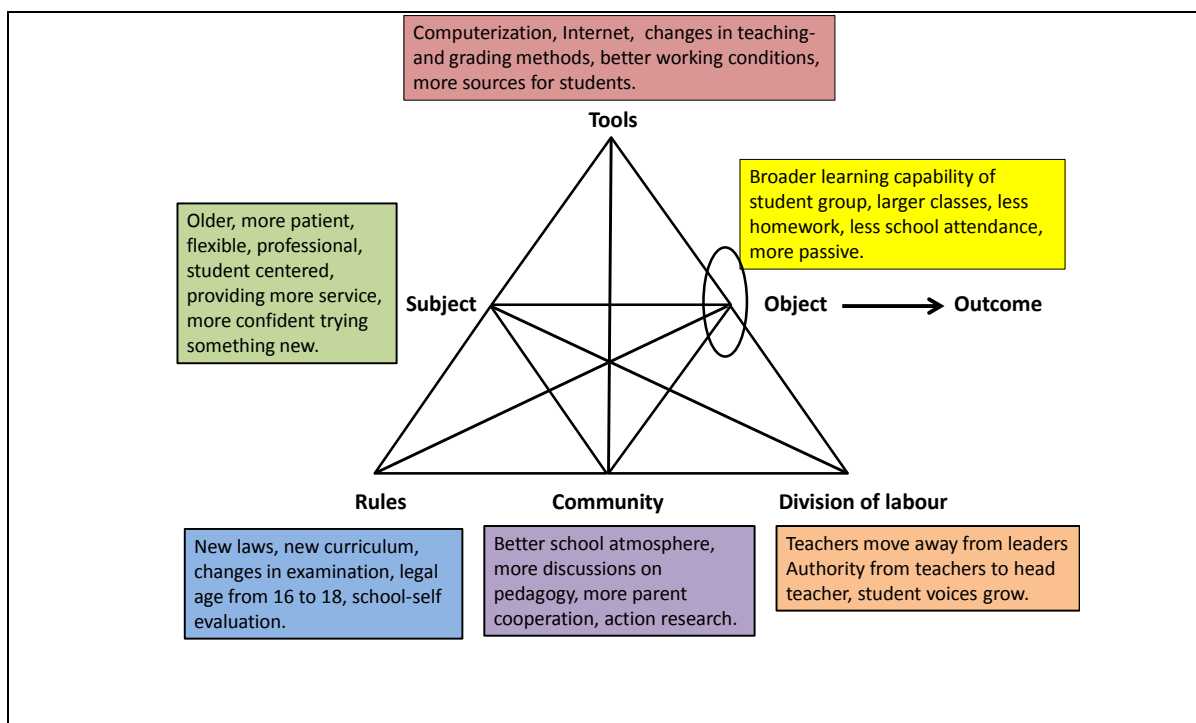 Computerization, Internet,  changes in teaching-
and grading methods, better working conditions,
more sources for students.
Tools
Broader learning capability of
student group, larger classes, less
homework, less school attendance,
more passive.
Older, more patient,
flexible, professional,
student centered,
providing more service,
more confident trying
something new.
Subject
Object
Outcome
Rules
Community
Division of labour
New laws, new curriculum,
changes in examination, legal
age from 16 to 18, school-self
evaluation.
Better school atmosphere,
more discussions on
pedagogy, more parent
cooperation, action research.
Teachers move away from leaders
Authority from teachers to head
teacher, student voices grow.